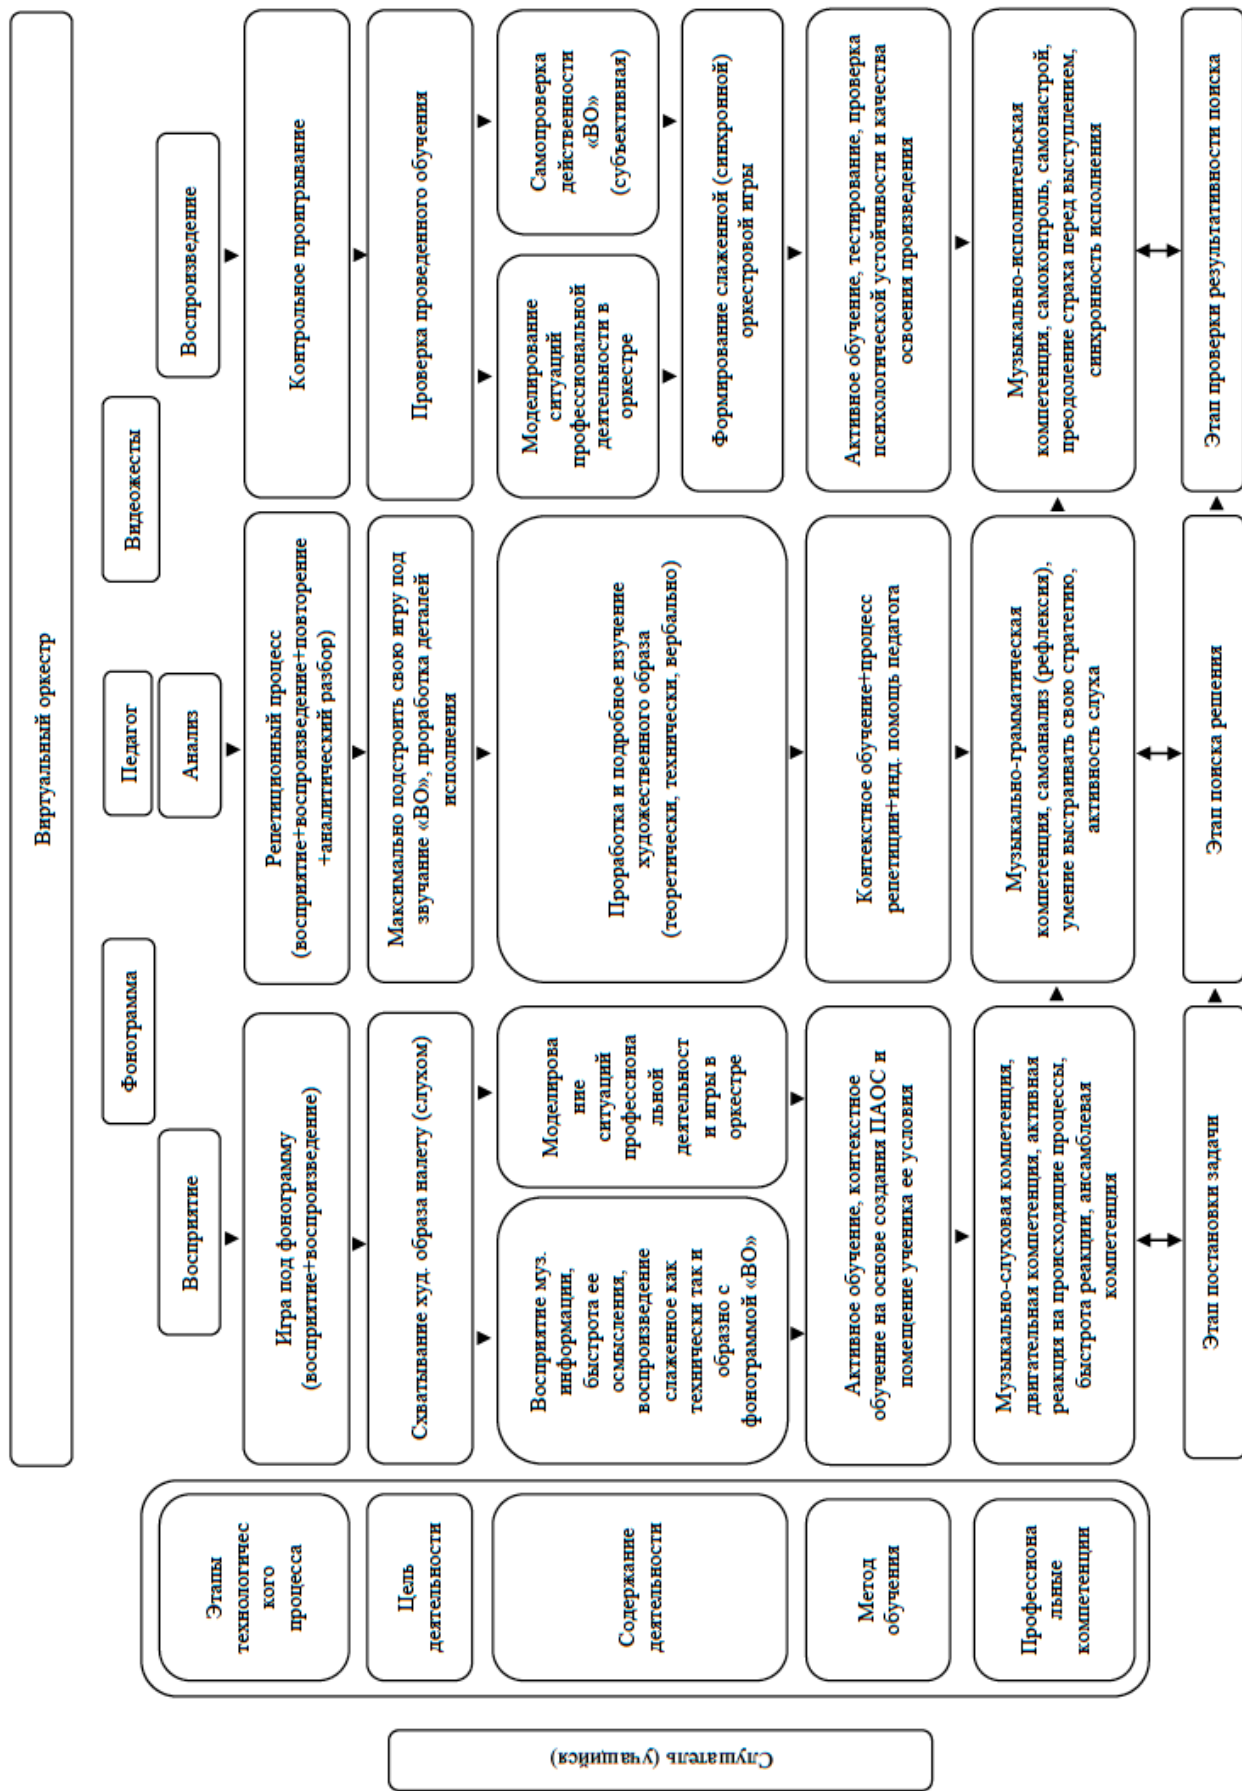 Виртуальный оркестр
Фонограмма
Педагог
Видеожесты
Восприятие
Анализ
Воспроизведение
Этапы
технологичес
кого
процесса
Игра под фонограмму
(восприятие+воспроизведение)
Репетиционный процесс
(восприятие+воспроизведение+повторение
+аналитический разбор)
Контрольное проигрывание
Цель
деятельности
Схватывание худ. образа налету (слухом)
Максимально подстроить свою игру под
звучание «ВО», проработка деталей
исполнения
Проверка проведенного обучения
Содержание
деятельности
Восприятие муз.
информации,
быстрота ее
осмысления,
воспроизведение
слаженное как
технически так и
образно с
фонограммой «ВО»
Моделирова
ние
ситуаций
профессиона
льной
деятельност
и игры в
оркестре
Проработка и подробное изучение
художественного образа
(теоретически, технически, вербально)
Моделирование
ситуаций
профессиональной
деятельности в
оркестре
Самопроверка
действенности
«ВО»
(субъективная)
Формирование слаженной (синхронной)
оркестровой игры
Метод
обучения
Активное обучение, контекстное
обучение на основе создания ПАОС и
помещение ученика ее условия
Контекстное обучение+процесс
репетиции+инд. помощь педагога
Активное обучение, тестирование, проверка
психологической устойчивости и качества
освоения произведения
Профессиона
льные
компетенции
Музыкально-слуховая компетенция,
двигательная компетенция, активная
реакция на происходящие процессы,
быстрота реакции, ансамблевая
компетенция
Музыкально-грамматическая
компетенция, самоанализ (рефлексия),
умение выстраивать свою стратегию,
активность слуха
Музыкально-исполнительская
компетенция, самоконтроль, самонастрой,
преодоление страха перед выступлением,
синхронность исполнения
Этап постановки задачи
Этап поиска решения
Этап проверки результативности поиска
Слушатель (учащийся)